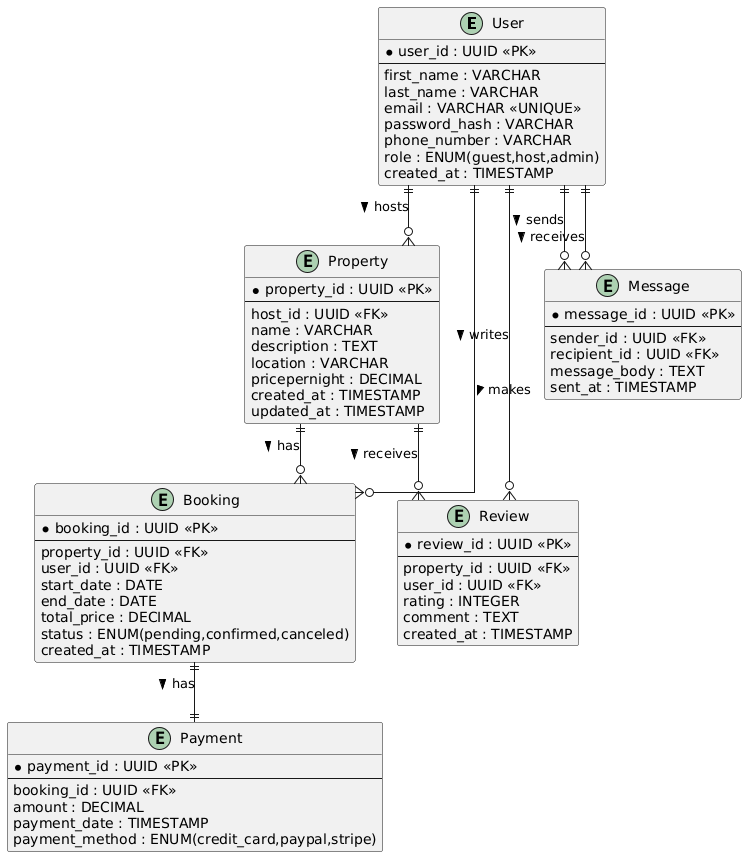 E User
* user_id : UUID «PK»
first_name : VARCHAR
last_name : VARCHAR
email : VARCHAR «UNIQUE»
password_hash : VARCHAR
phone_number : VARCHAR
role : ENUM(guest,host,admin)
created_at : TIMESTAMP
hosts
sends
receives
E Property
* property_id : UUID «PK»
host_id : UUID «FK»
name : VARCHAR
description : TEXT
location : VARCHAR
pricepernight : DECIMAL
created_at : TIMESTAMP
updated_at : TIMESTAMP
E Message
* message_id : UUID «PK»
sender_id : UUID «FK»
recipient_id : UUID «FK»
message_body : TEXT
sent_at : TIMESTAMP
writes
makes
has
receives
E Booking
* booking_id : UUID «PK»
property_id : UUID «FK»
user_id : UUID «FK»
start_date : DATE
end_date : DATE
total_price : DECIMAL
status : ENUM(pending,confirmed,canceled)
created_at : TIMESTAMP
E Review
* review_id : UUID «PK»
property_id : UUID «FK»
user_id : UUID «FK»
rating : INTEGER
comment : TEXT
created_at : TIMESTAMP
has
E Payment
* payment_id : UUID «PK»
booking_id : UUID «FK»
amount : DECIMAL
payment_date : TIMESTAMP
payment_method : ENUM(credit_card,paypal,stripe)